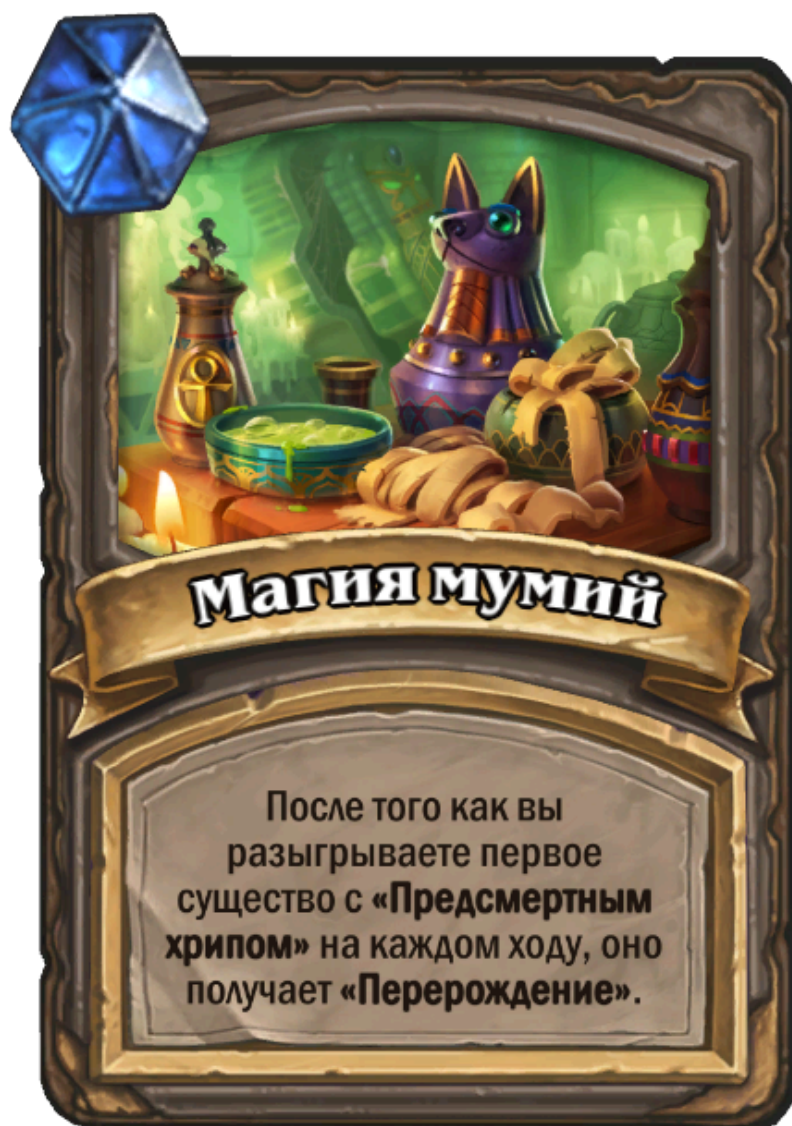 Магия мумий
После того как вы
разыгрываете первое
существо с «Предсмертным
хрипом» на каждом ходу, оно
получает «Перерождение».